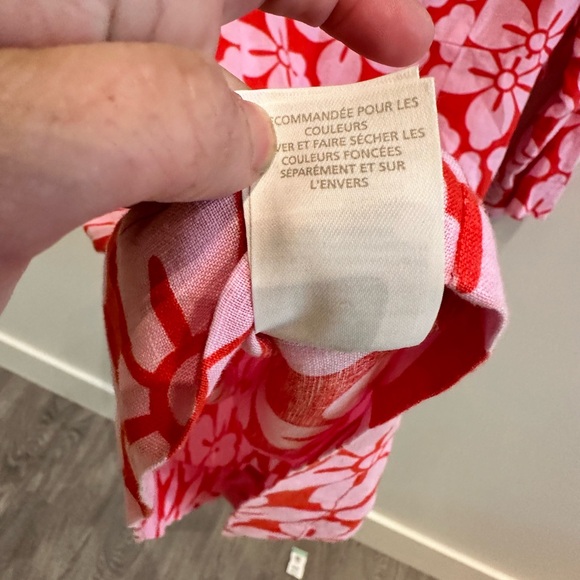 COMMANDÉE POUR LES
COULEURS
VER ET FAIRE SÉCHER LES
COULEURS FONCÉES
SÉPARÉMENT ET SUR
L'ENVERS